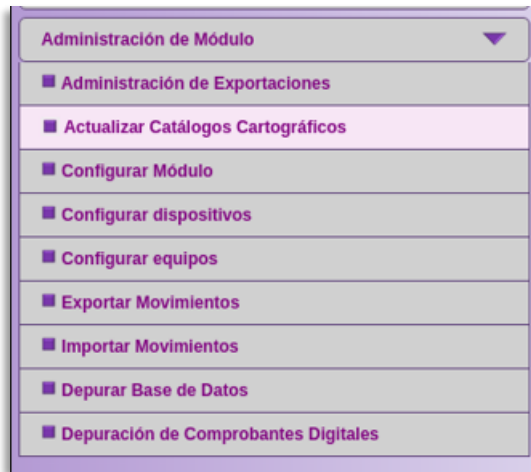 Administración de Módulo
Administración de Exportaciones
Actualizar Catálogos Cartográficos
Configurar Módulo
Configurar dispositivos
Configurar equipos
Exportar Movimientos
Importar Movimientos
Depurar Base de Datos
Depuración de Comprobantes Digitales